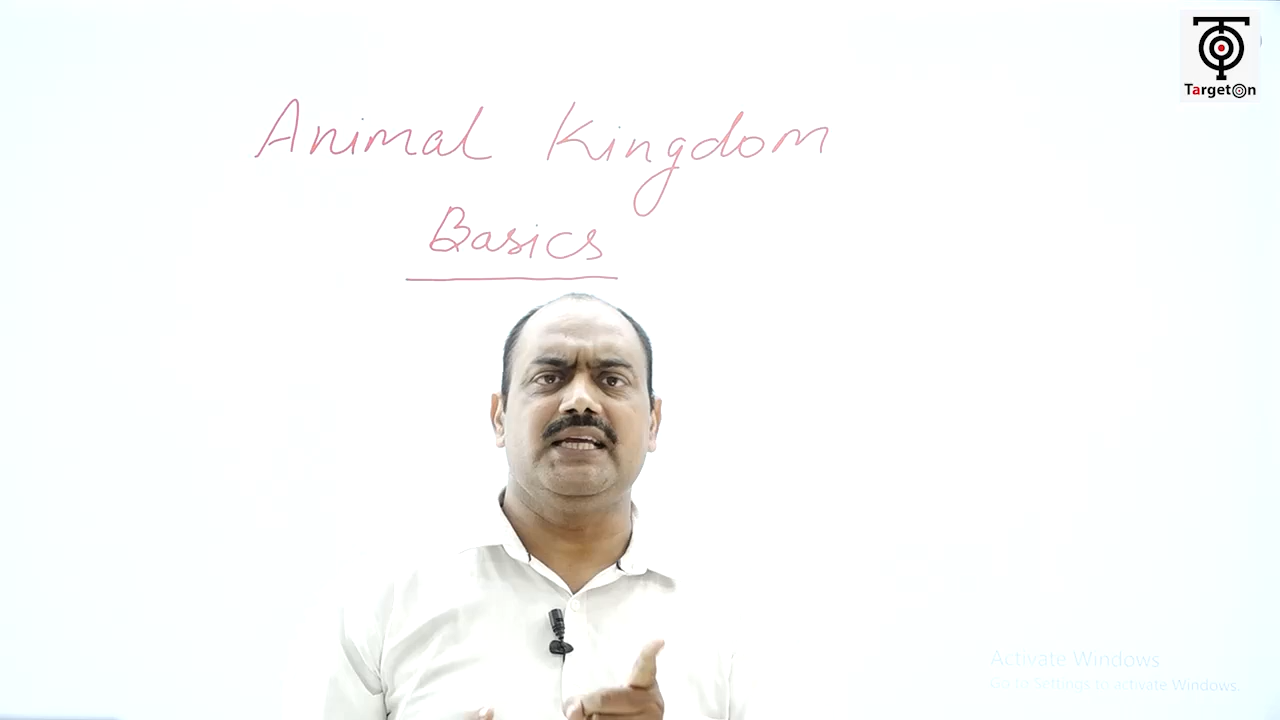 Animal Kingdom
Basics
TargetOn
Activate Windows
Go to Settings to activate Windows.